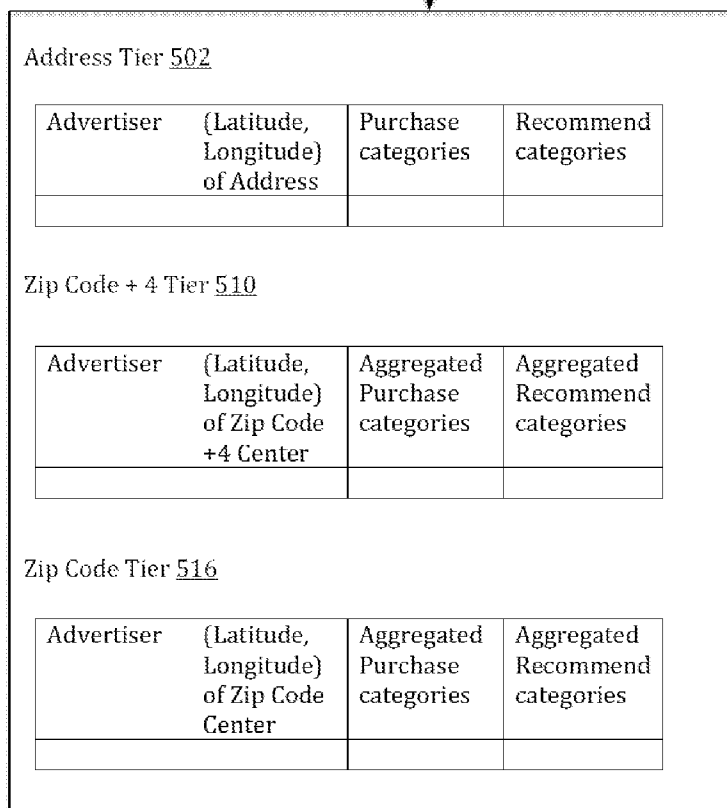 Address Tier 502
Advertiser (Latitude, Purchase Recommend
Longitude) categories categories
of Address
Zip Code + 4 Tier 510
Advertiser (Latitude, Aggregated Aggregated
Longitude) Purchase Recommend
of Zip Code categories categories
+4 Center
Zip Code Tier 516
Advertiser (Latitude, Aggregated Aggregated
Longitude) Purchase Recommend
of Zip Code categories categories
Center